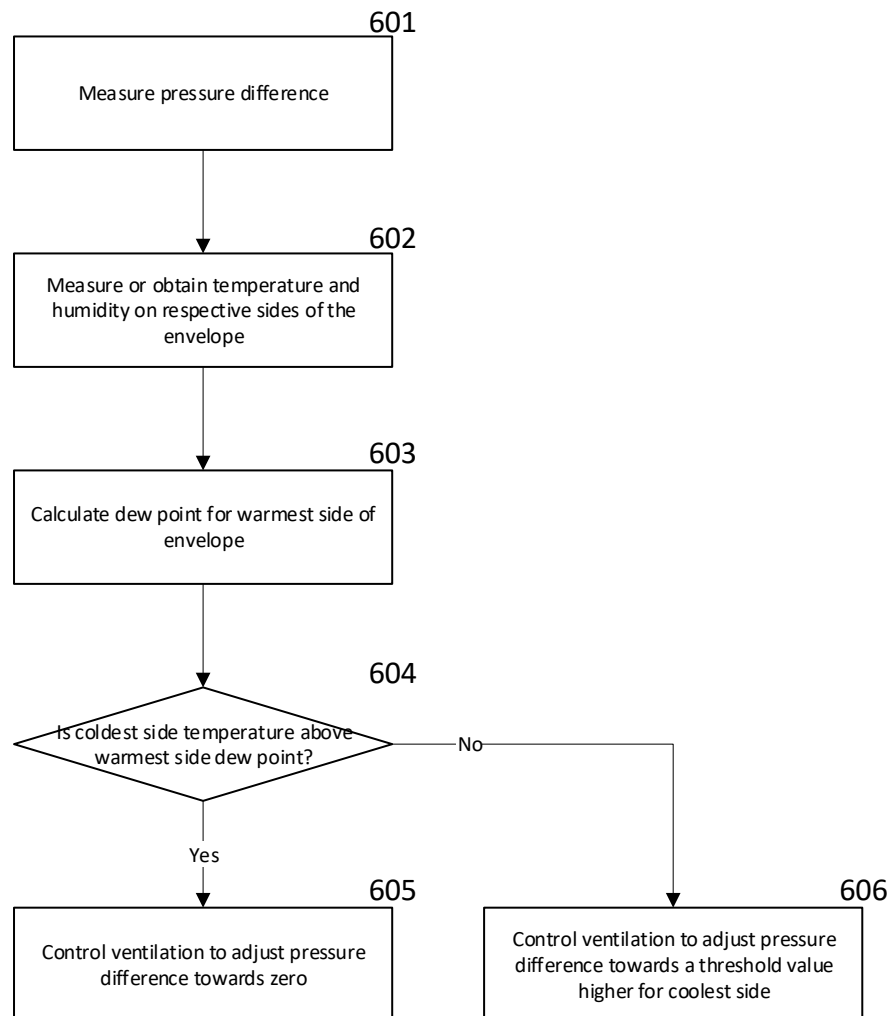 601
Measure pressure difference
602
Measure or obtain temperature and
humidity on respective sides of the
envelope
603
Calculate dew point for warmest side of
envelope
604
Is coldest side temperature above
warmest side dew point?
No
Yes
605
Control ventilation to adjust pressure
difference towards zero
606
Control ventilation to adjust pressure
difference towards a threshold value
higher for coolest side